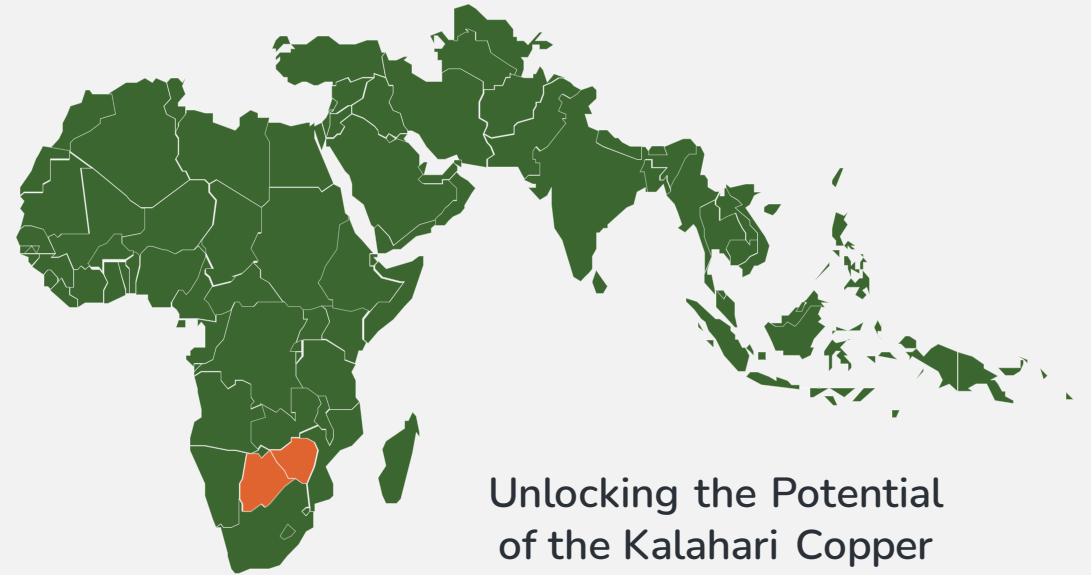 Unlocking the Potential
of the Kalahari Copper